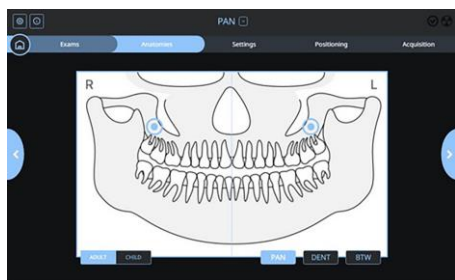 PAN
Exams Anatomies Settings Positioning Acquisition
R L
ADULT CHILD PAN DENT BTW